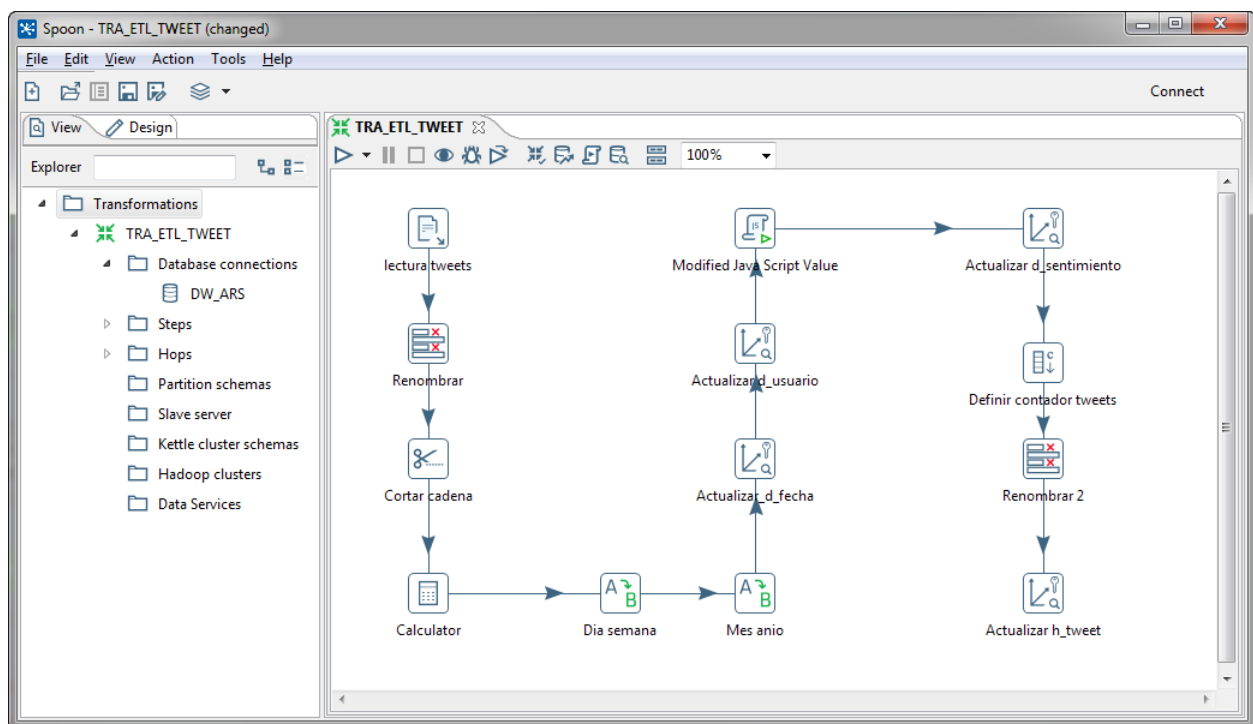 Spoon - TRA_ETL_TWEET (changed)
File Edit View Action Tools Help
Connect
View Design
Explorer
Transformations
TRA_ETL_TWEET
Database connections
DW_ARS
Steps
Hops
Partition schemas
Slave server
Kettle cluster schemas
Hadoop clusters
Data Services
TRA_ETL_TWEET
100%
lectura tweets
Modified Java Script Value
Actualizar d_sentimiento
Renombrar
Actualizar d_usuario
Definir contador tweets
Cortar cadena
Actualizar_d_fecha
Renombrar 2
Calculator
Dia semana
Mes anio
Actualizar h_tweet